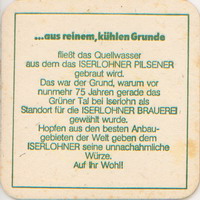 ...aus reinem, kühlen Grunde
fließt das Quellwasser
aus dem das ISERLOHNER PILSENER
gebraut wird.
Das war der Grund, warum vor
nunmehr 75 Jahren gerade das
Grüner Tal bei Iserlohn als
Standort für die ISERLOHNER BRAUEREI
gewählt wurde.
Hopfen aus den besten Anbau-
gebieten der Welt geben dem
ISERLOHNER seine unnachahmliche
Würze.
Auf Ihr Wohl!